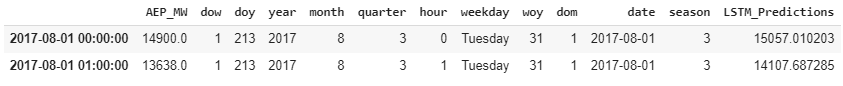 AEP_MW dow doy year month quarter hour weekday woy dom date season LSTM_Predictions
2017-08-01 00:00:00 14900.0 1 213 2017 8 3 0 Tuesday 31 1 2017-08-01 3 15057.010203
2017-08-01 01:00:00 13638.0 1 213 2017 8 3 1 Tuesday 31 1 2017-08-01 3 14107.687285